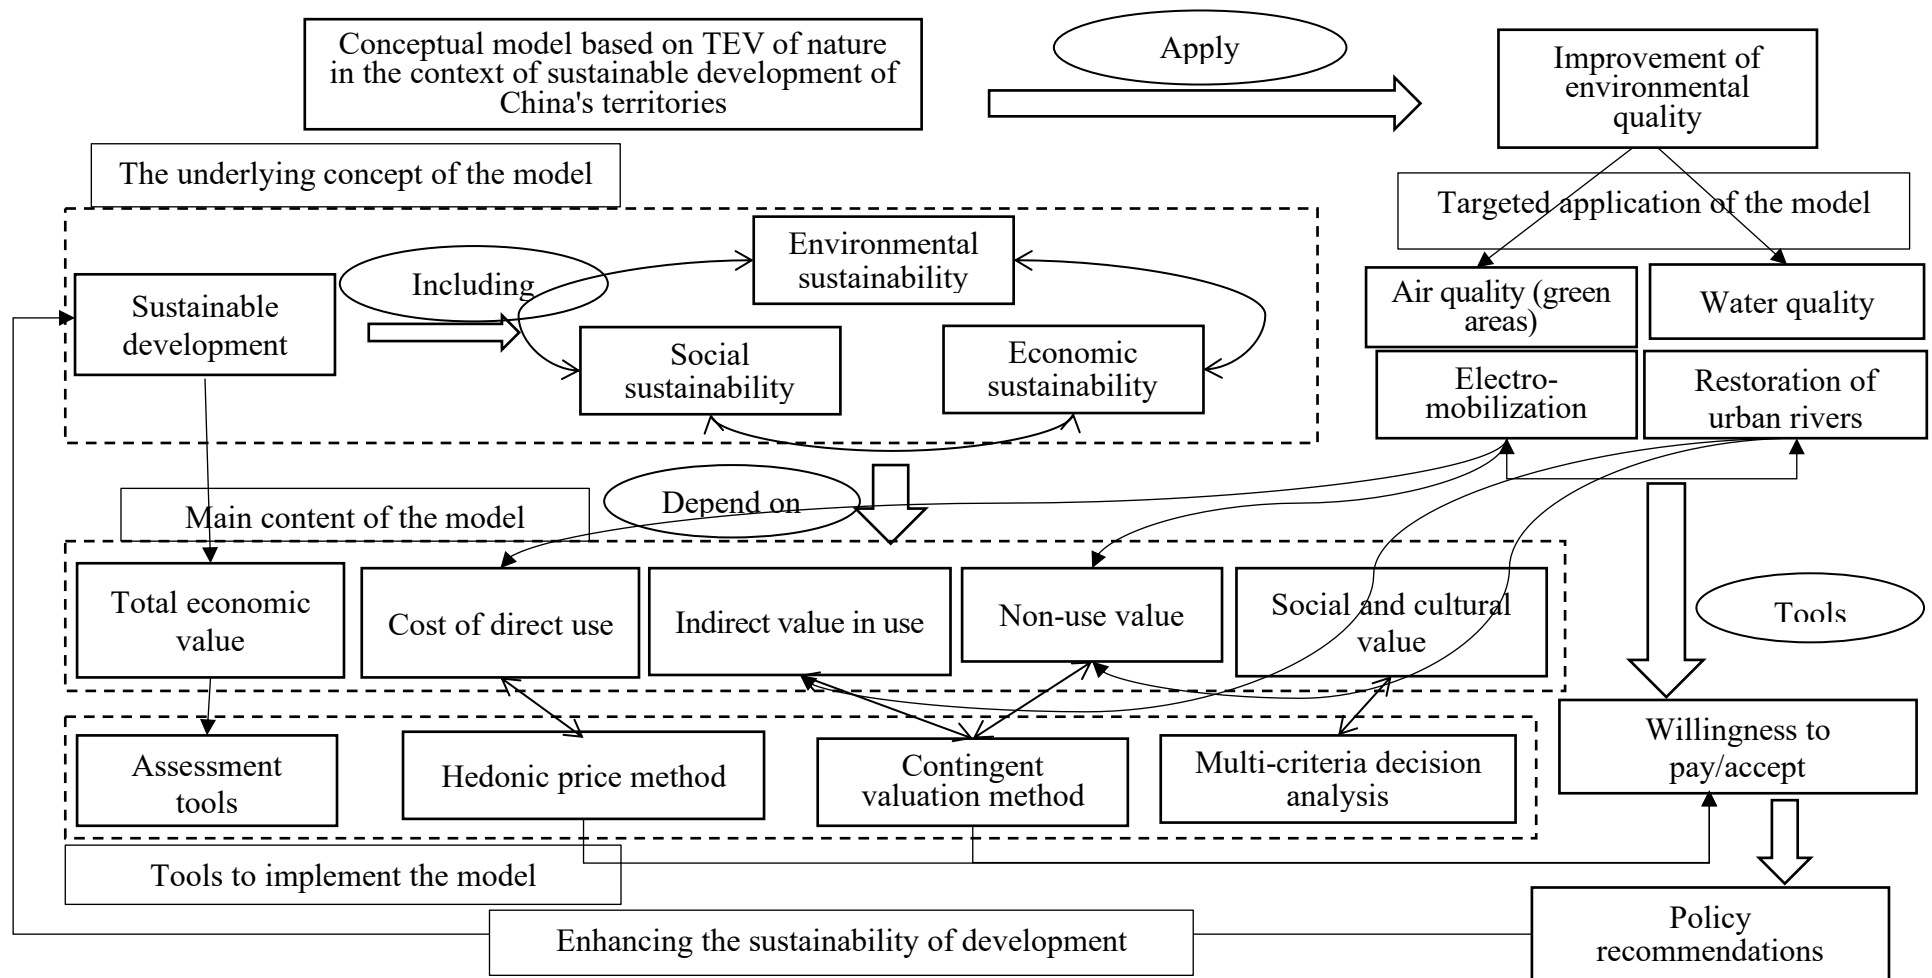 Conceptual model based on TEV of nature
in the context of sustainable development of
China's territories
Apply
Improvement of
environmental
quality
The underlying concept of the model
Targeted application of the model
Environmental
sustainability
Including
Sustainable
development
Social
sustainability
Economic
sustainability
Air quality (green
areas)
Water quality
Electro-
mobilization
Restoration of
urban rivers
Main content of the model
Depend on
Total economic
value
Cost of direct use
Indirect value in use
Non-use value
Social and cultural
value
Tools
Assessment
tools
Hedonic price method
Contingent
valuation method
Multi-criteria decision
analysis
Willingness to
pay/accept
Tools to implement the model
Enhancing the sustainability of development
Policy
recommendations